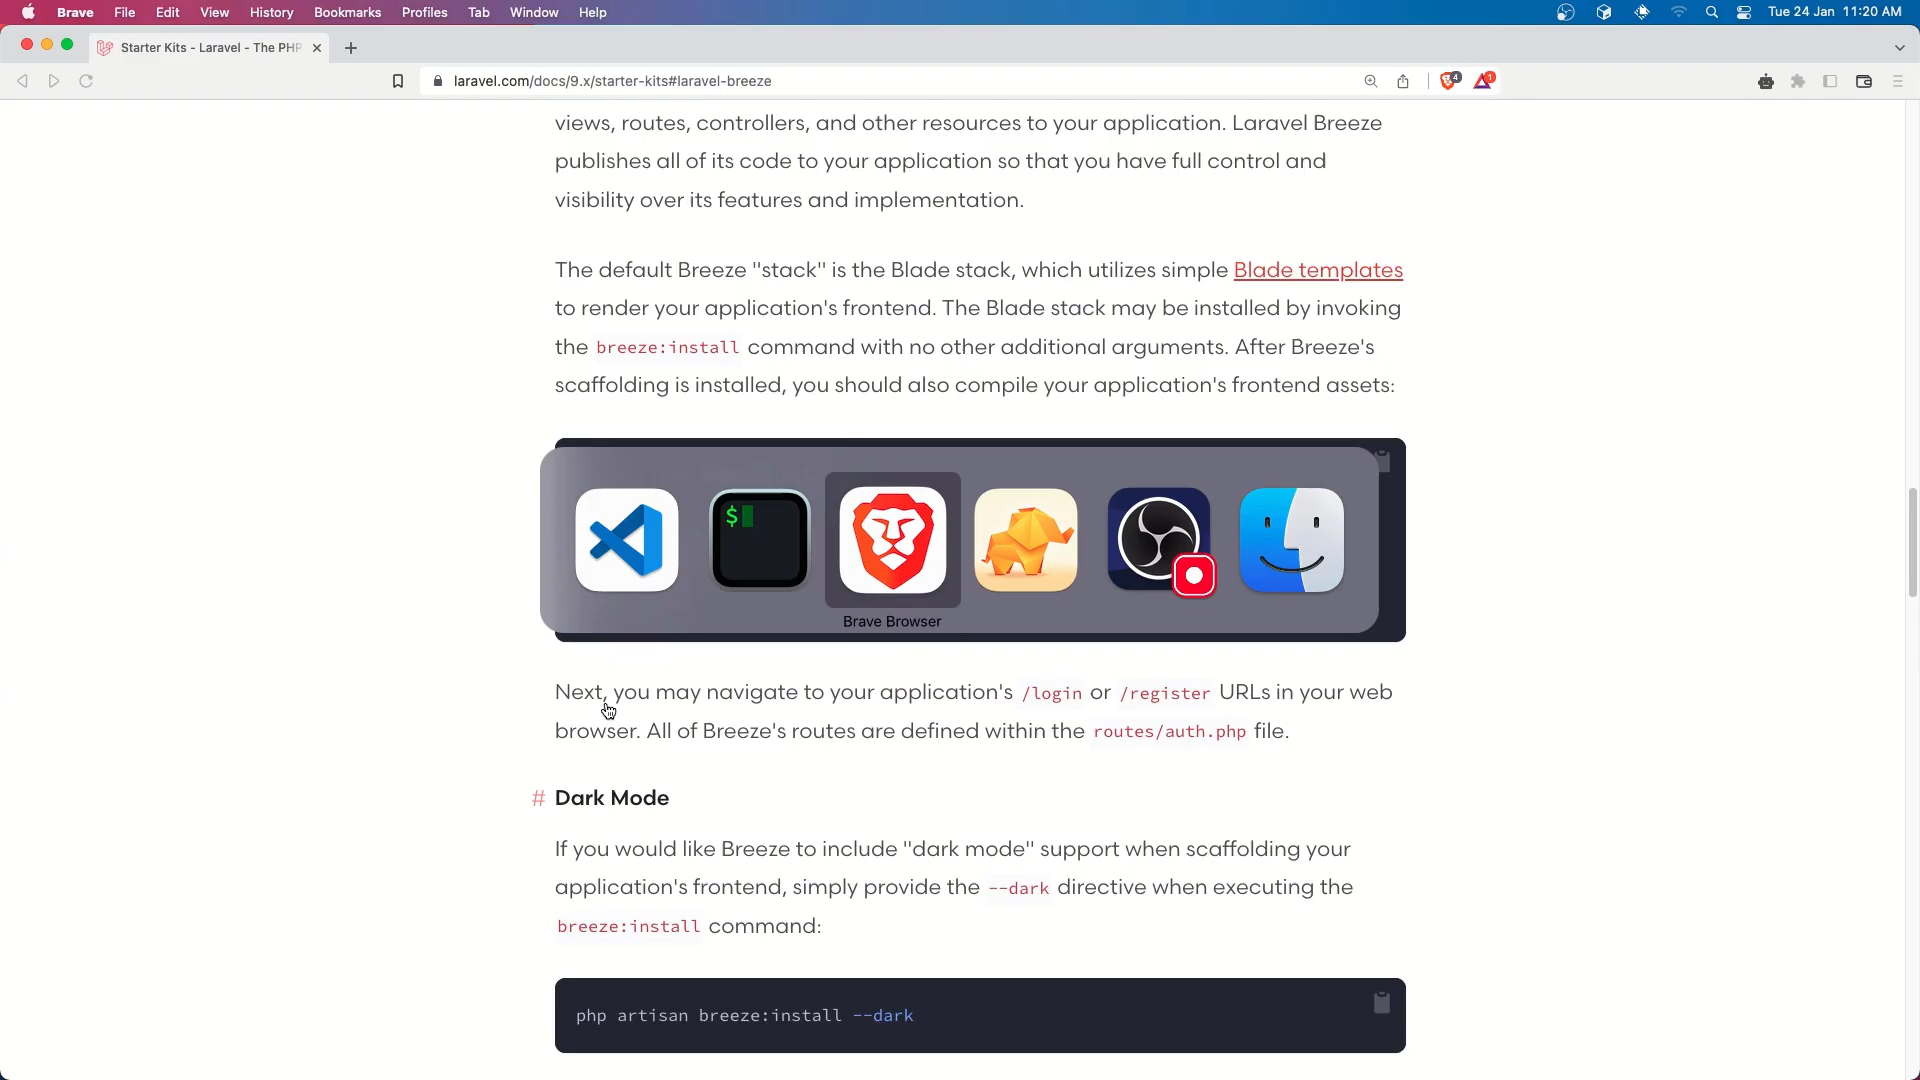 Brave File Edit View History Bookmarks Profiles Tab Window Help
Tue 24 Jan 11:20 AM
Starter Kits - Laravel - The PHP
laravel.com/docs/9.x/starter-kits#laravel-breeze
4
1
views, routes, controllers, and other resources to your application. Laravel Breeze
publishes all of its code to your application so that you have full control and
visibility over its features and implementation.
The default Breeze "stack" is the Blade stack, which utilizes simple Blade templates
to render your application's frontend. The Blade stack may be installed by invoking
the breeze:install command with no other additional arguments. After Breeze's
scaffolding is installed, you should also compile your application's frontend assets:
$
Brave Browser
Next, you may navigate to your application's /login or /register URLs in your web
browser. All of Breeze's routes are defined within the routes/auth.php file.
# Dark Mode
If you would like Breeze to include "dark mode" support when scaffolding your
application's frontend, simply provide the --dark directive when executing the
breeze:install command:
php artisan breeze:install --dark